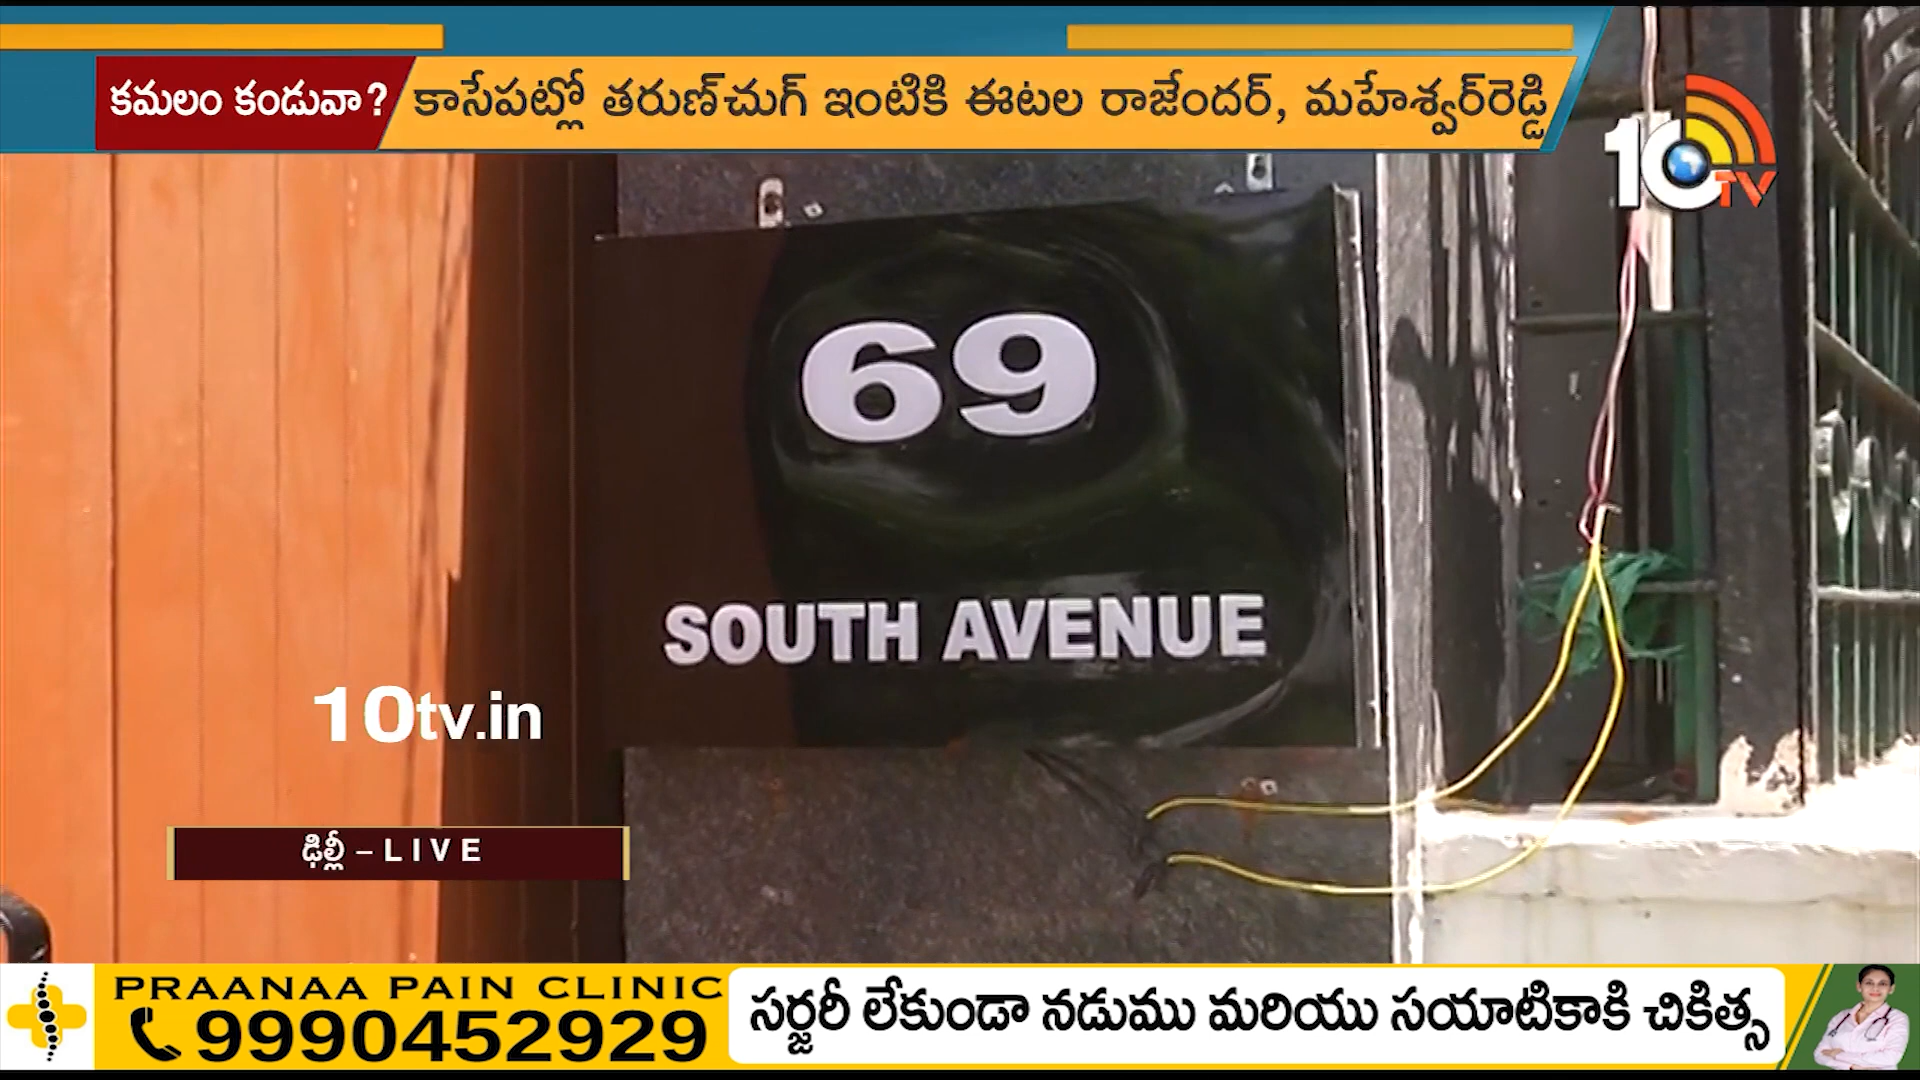 కమలం కండువా?
కాసేపట్లో తరుణ్‌చుగ్ ఇంటికి ఈటల రాజేందర్, మహేశ్వర్‌రెడ్డి
10TV
69
SOUTH AVENUE
10tv.in
ఢిల్లీ – LIVE
PRAANAA PAIN CLINIC
9990452929
సర్జరీ లేకుండా నడుము మరియు సయాటికాకి చికిత్స